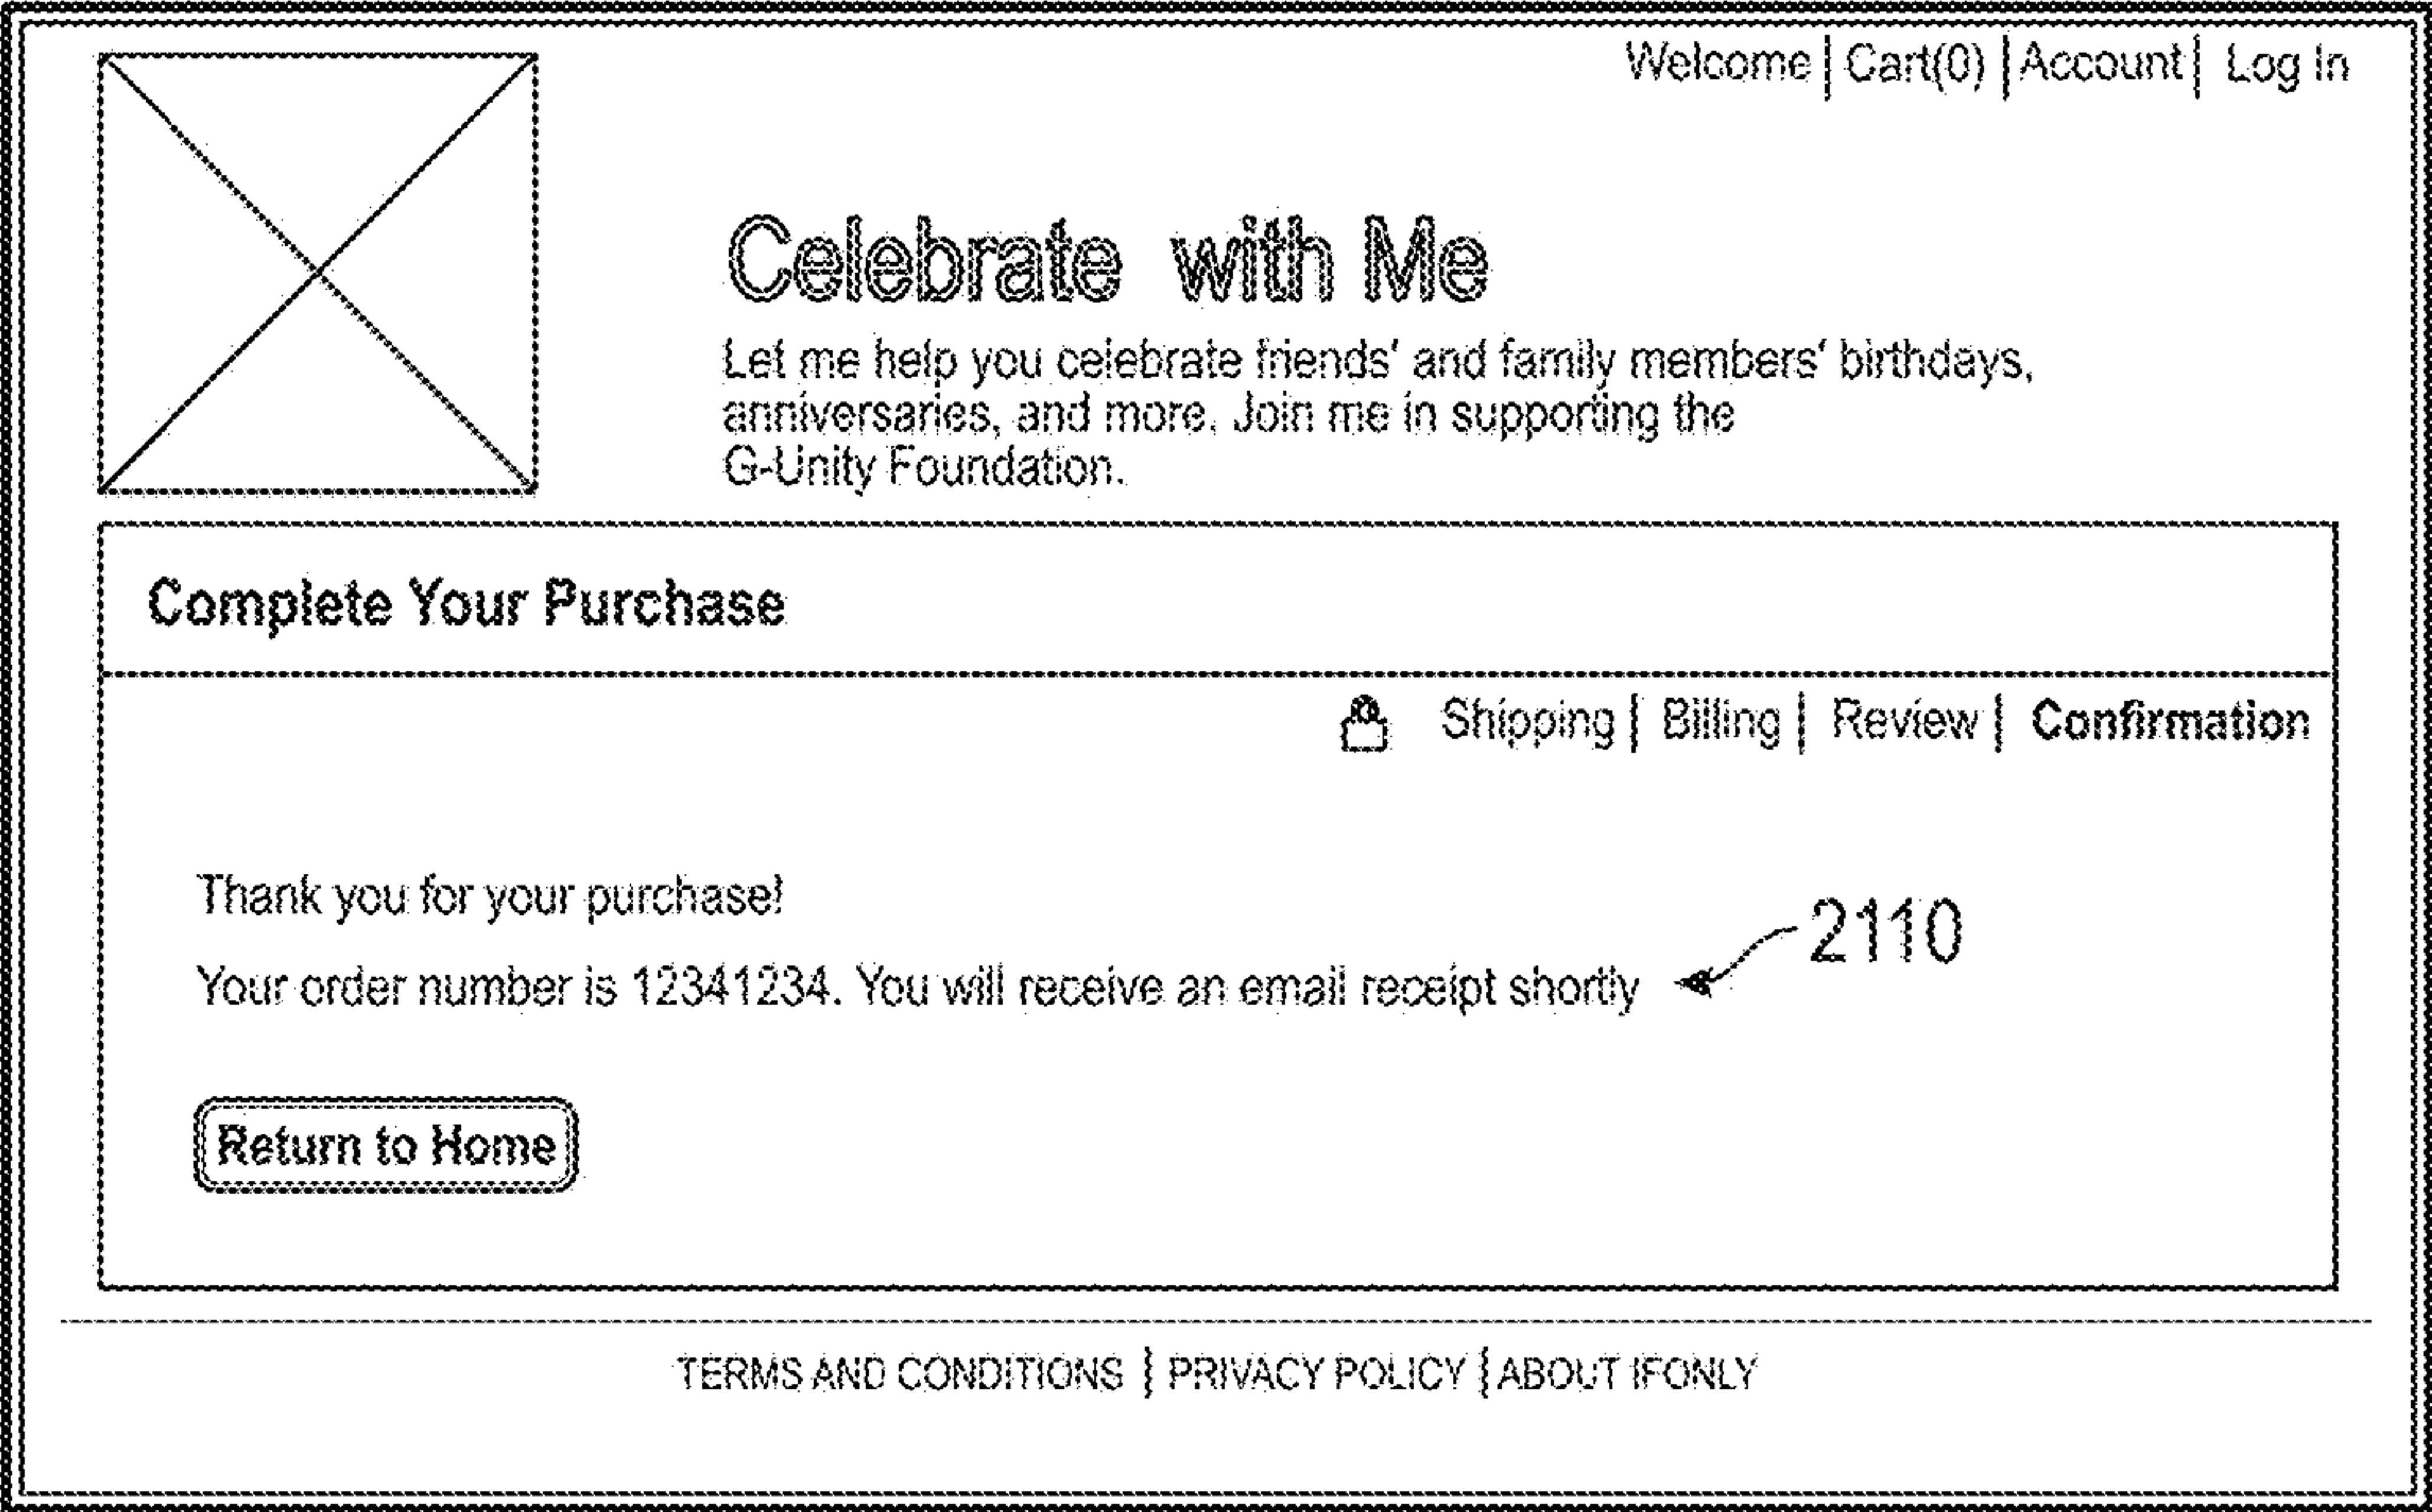 Welcome | Cart(0) | Account | Log In
Celebrate with Me
Let me help you celebrate friends' and family members' birthdays,
anniversaries, and more. Join me in supporting the
G-Unity Foundation.
Complete Your Purchase
Shipping | Billing | Review | Confirmation
Thank you for your purchase!
2110
Your order number is 12341234. You will receive an email receipt shortly
Return to Home
TERMS AND CONDITIONS | PRIVACY POLICY | ABOUT IFONLY